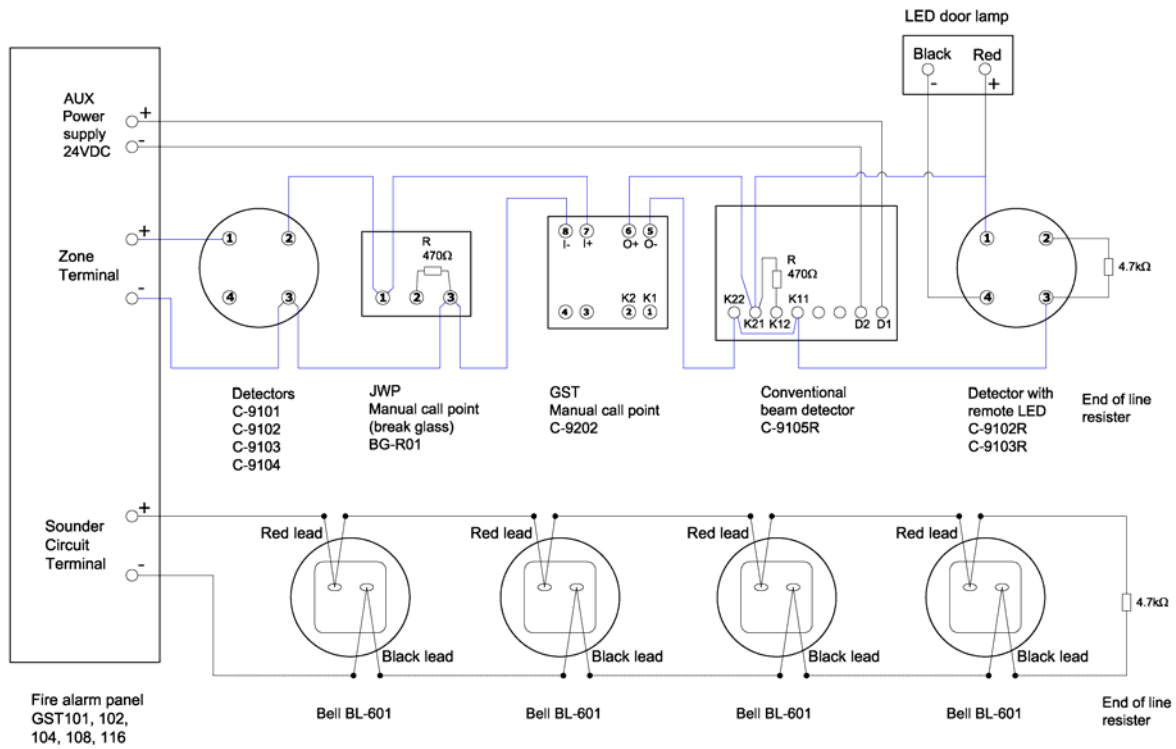 LED door lamp
Black Red
- +
AUX
Power
supply
24VDC
+
-
Zone
Terminal
+
-
1 2
4 3
R
470Ω
1 2 3
8 7 6 5
I- I+ O+ O-
K2 K1
4 3 2 1
R
470Ω
K22 K11
K21 K12 D2 D1
1 2
4 3
4.7kΩ
Detectors
C-9101
C-9102
C-9103
C-9104
JWP
Manual call point
(break glass)
BG-R01
GST
Manual call point
C-9202
Conventional
beam detector
C-9105R
Detector with
remote LED
C-9102R
C-9103R
End of line
resister
Sounder
Circuit
Terminal
+
-
Red lead Red lead Red lead Red lead
4.7kΩ
Black lead Black lead Black lead Black lead
Fire alarm panel
GST101, 102,
104, 108, 116
Bell BL-601 Bell BL-601 Bell BL-601 Bell BL-601
End of line
resister